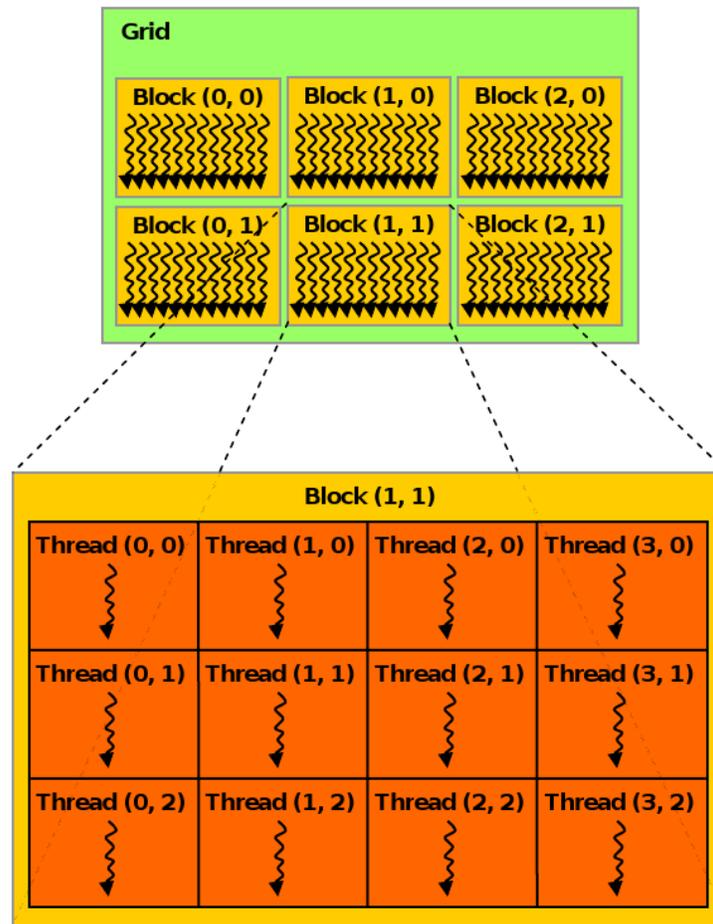 Grid
Block (0, 0) Block (1, 0) Block (2, 0)
Block (0, 1) Block (1, 1) Block (2, 1)
Block (1, 1)
Thread (0, 0) Thread (1, 0) Thread (2, 0) Thread (3, 0)
Thread (0, 1) Thread (1, 1) Thread (2, 1) Thread (3, 1)
Thread (0, 2) Thread (1, 2) Thread (2, 2) Thread (3, 2)